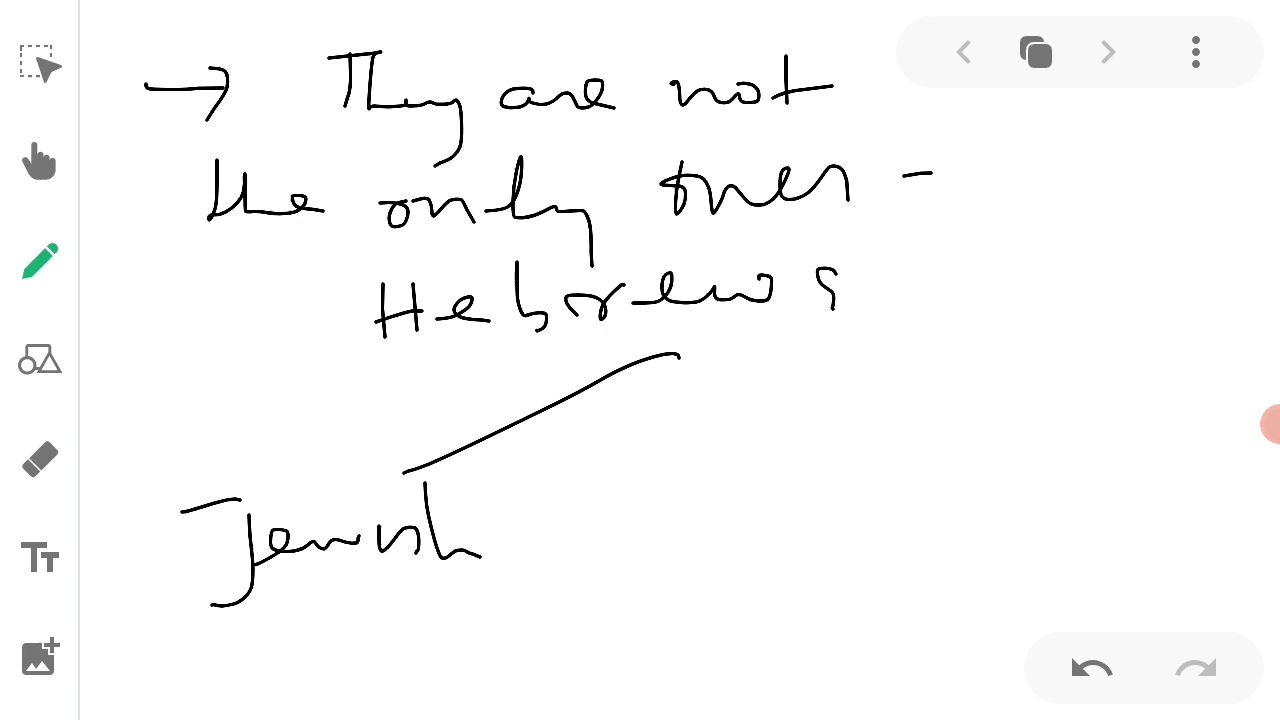 → They are not
the only ones -
Hebrews
Jewish